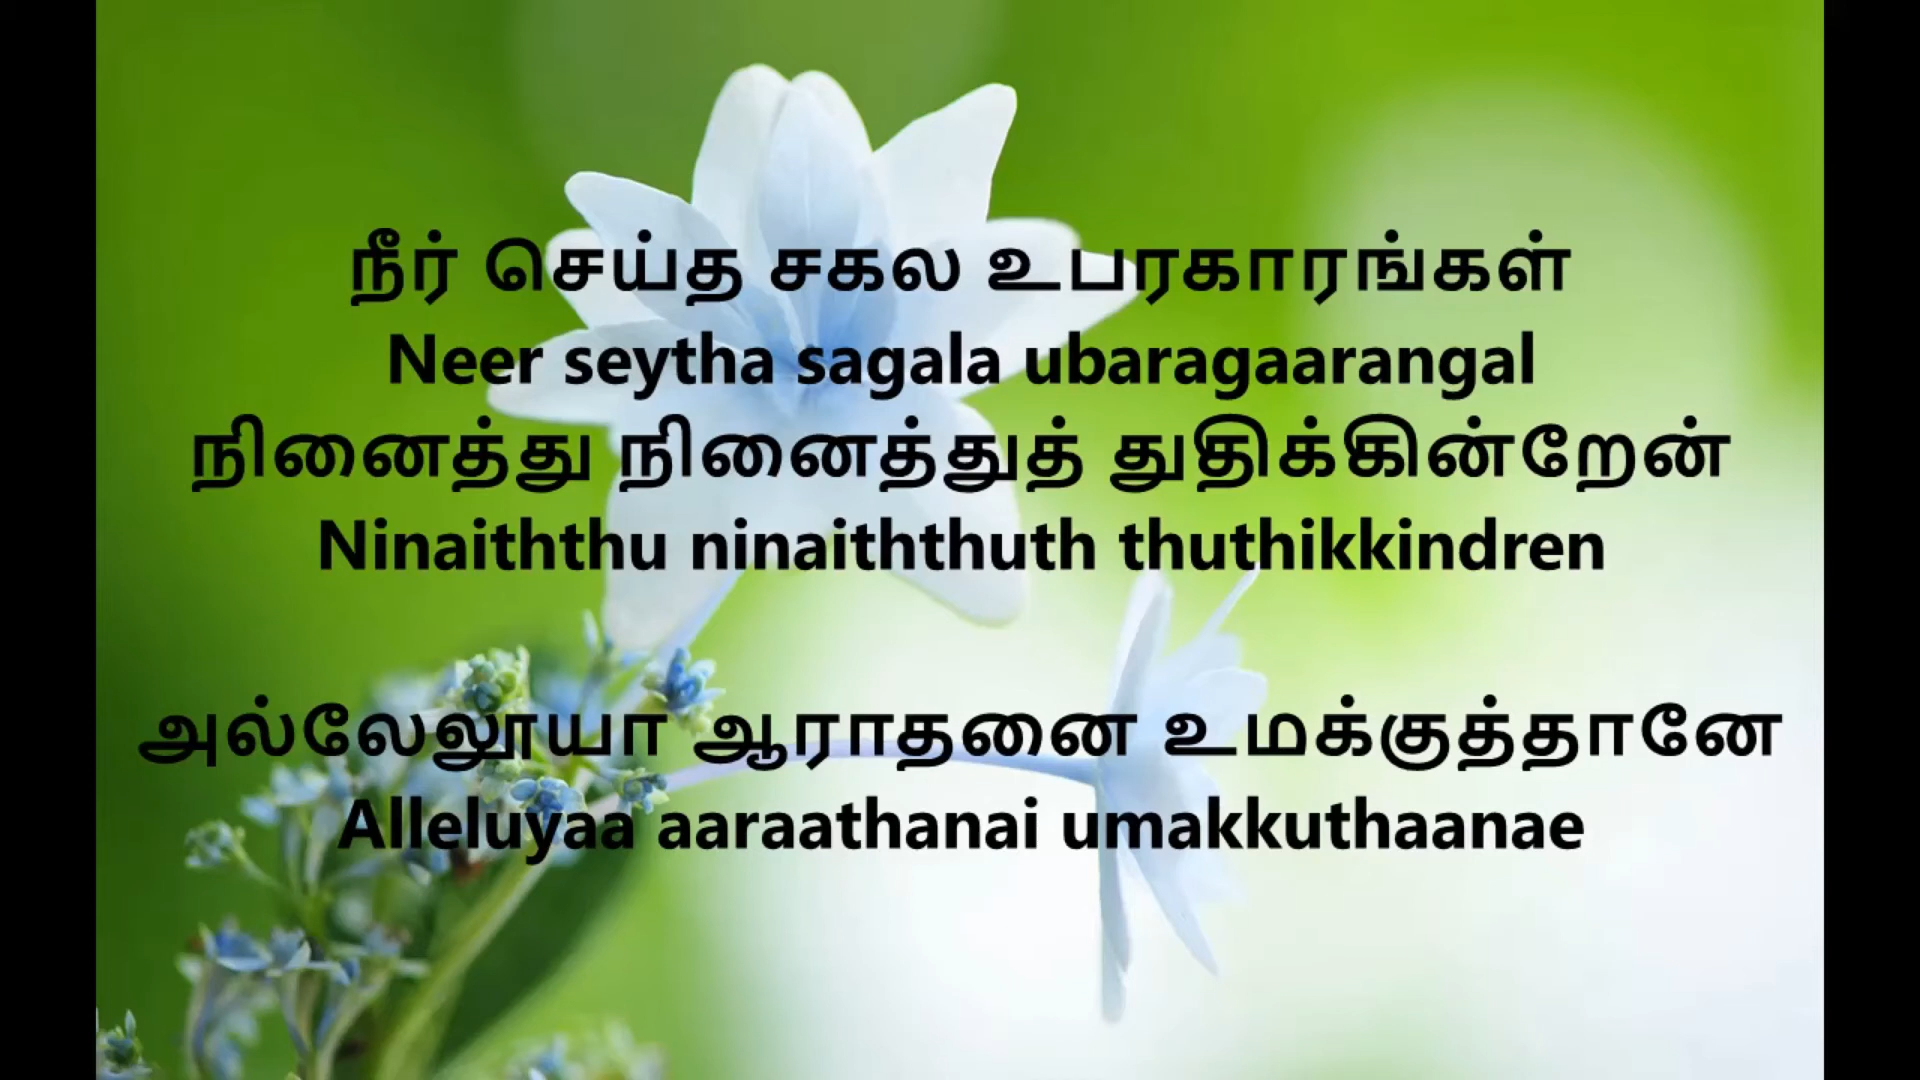 நீர் செய்த சகல உபரகாரங்கள்
Neer seytha sagala ubaragaarangal
நினைத்து நினைத்துத் துதிக்கின்றேன்
Ninaiththu ninaiththuth thuthikkindren
அல்லேலூயா ஆராதனை உமக்குத்தானே
Alleluyaa aaraathanai umakkuthaanae